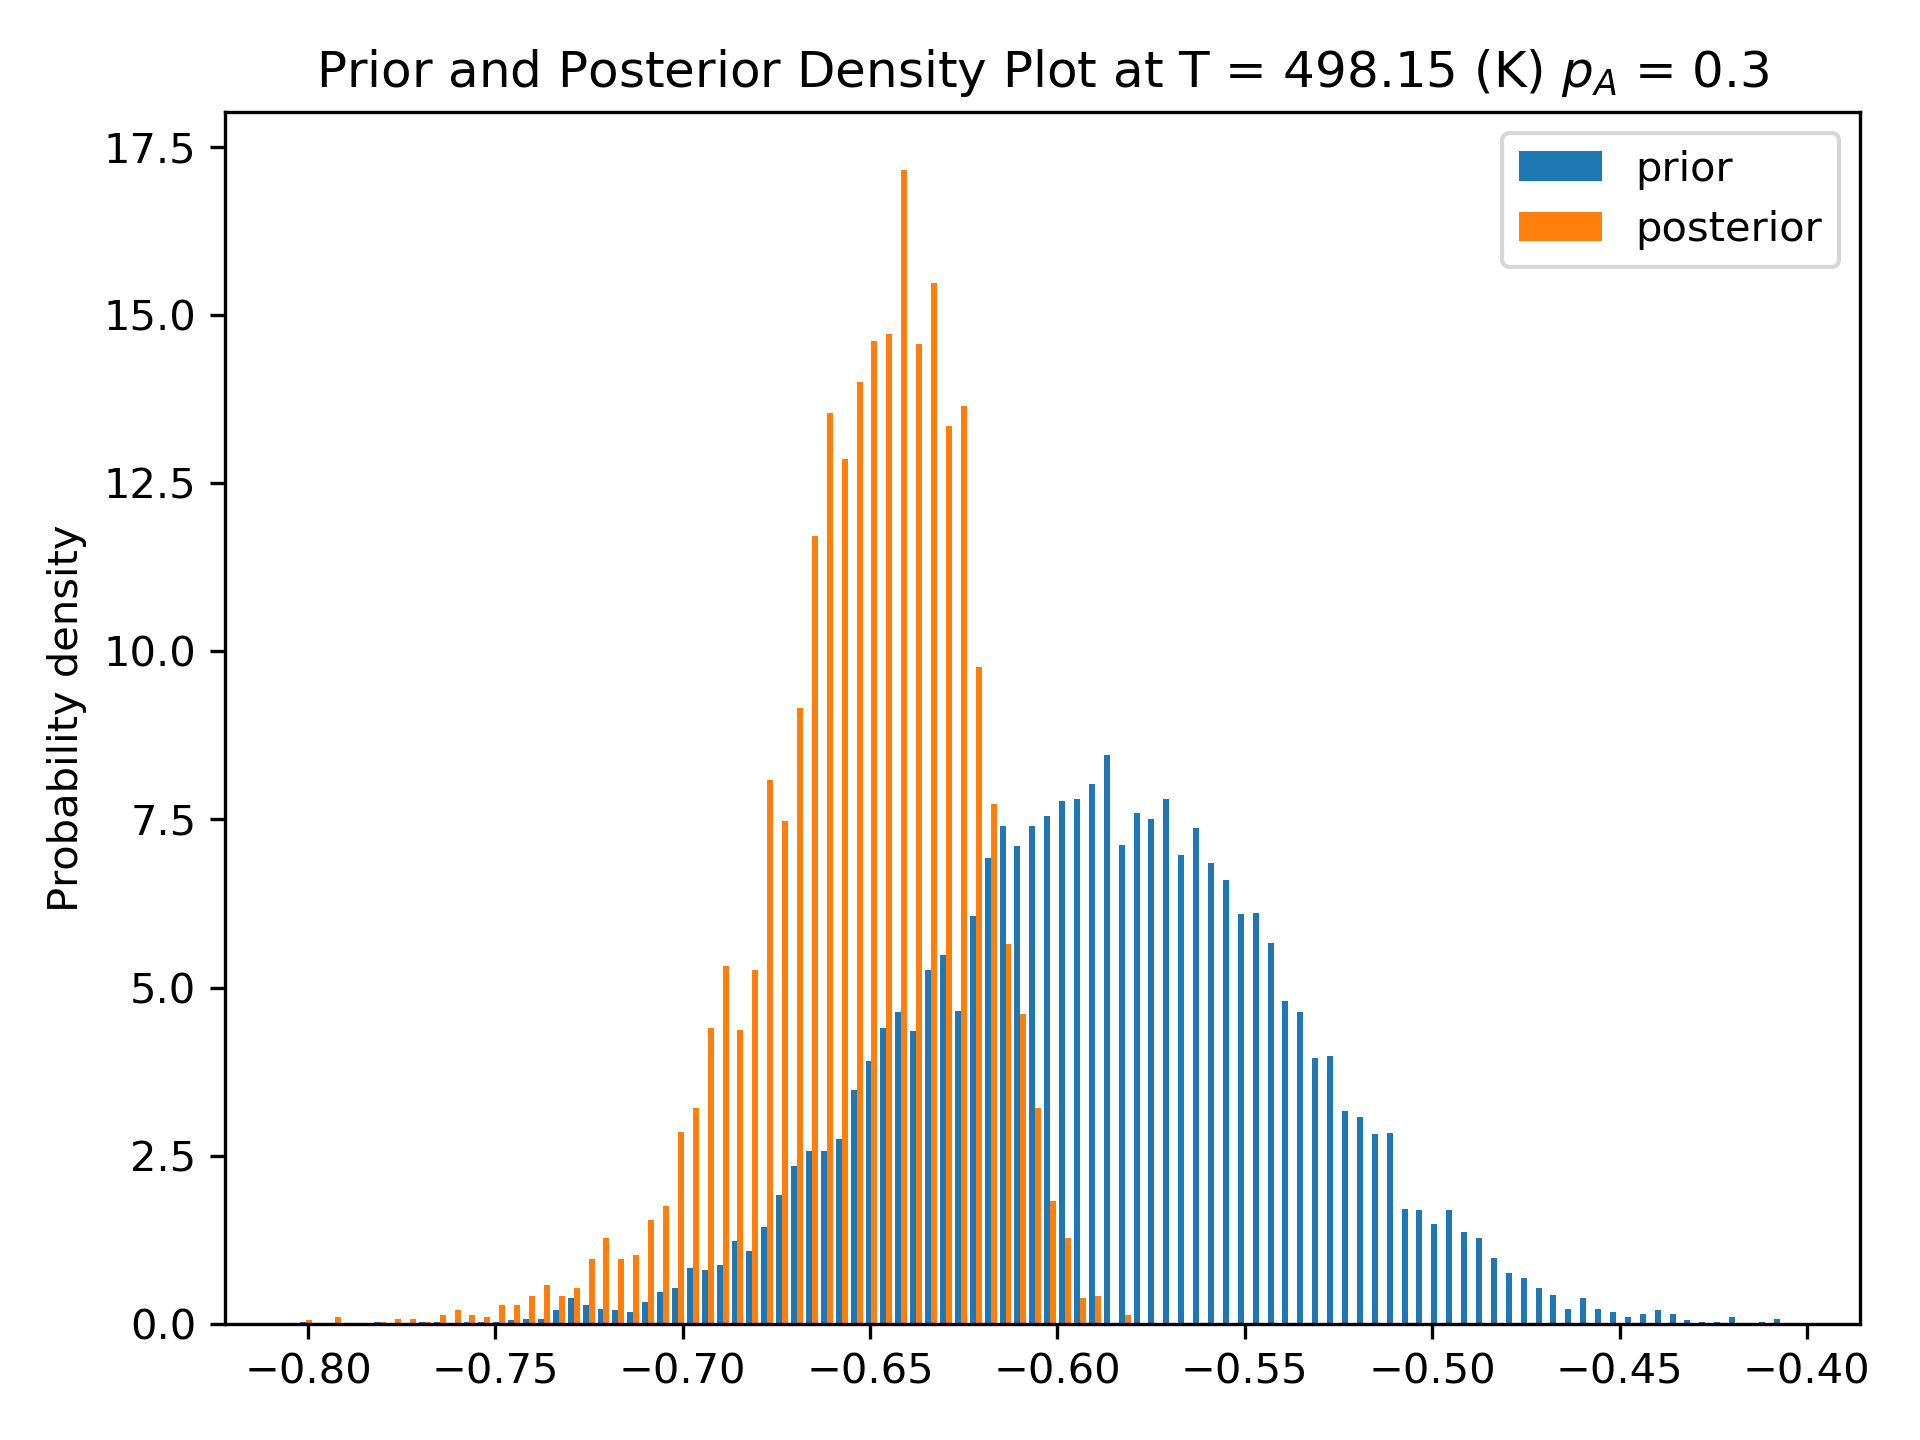 Prior and Posterior Density Plot at T = 498.15 (K) p_A = 0.3
prior
posterior
Probability density
17.5
15.0
12.5
10.0
7.5
5.0
2.5
0.0
−0.80 −0.75 −0.70 −0.65 −0.60 −0.55 −0.50 −0.45 −0.40